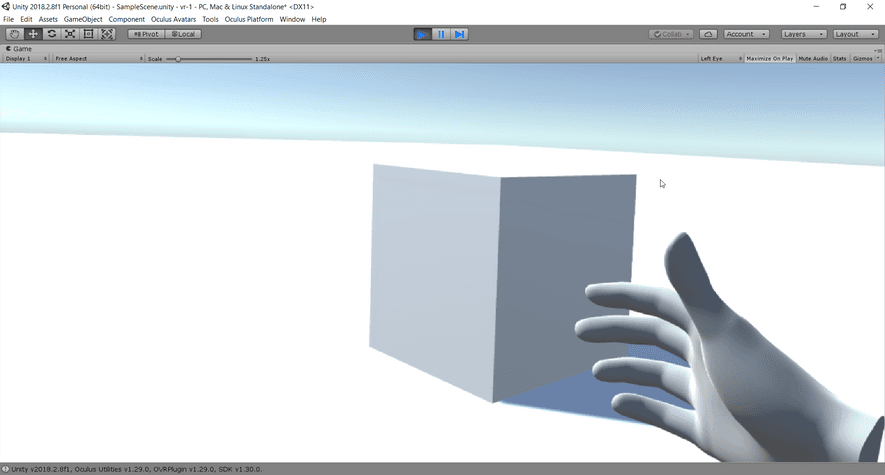 Unity 2018.2.8f1 Personal (64bit) - SampleScene.unity - vr-1 - PC, Mac & Linux Standalone* <DX11>
File Edit Assets GameObject Component Oculus Avatars Tools Oculus Platform Window Help
Pivot Local Collab Account Layers Layout
Game
Display 1 Free Aspect Scale 1.25x Left Eye Maximize On Play Mute Audio Stats Gizmos
Unity v2018.2.8f1, Oculus Utilities v1.29.0, OVRPlugin v1.29.0, SDK v1.30.0.